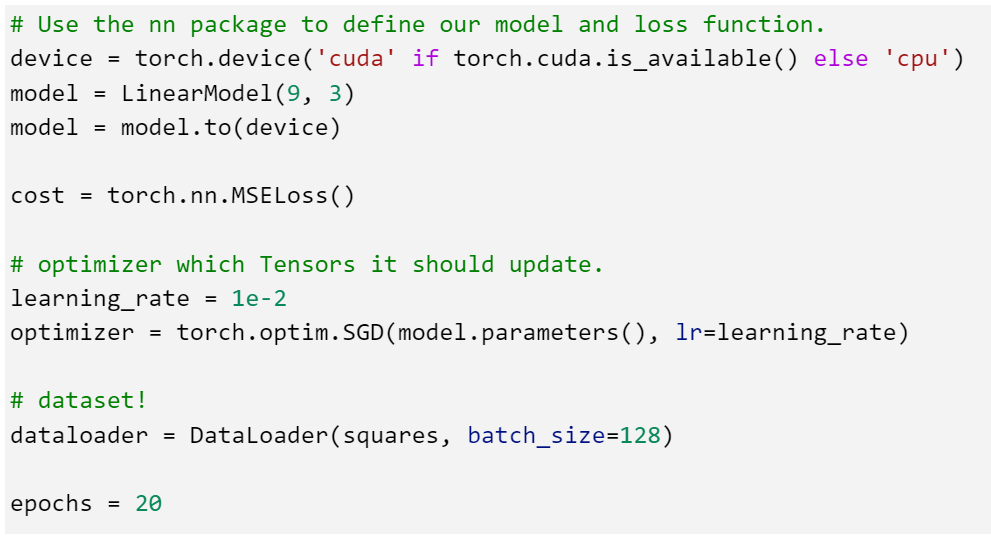 # Use the nn package to define our model and loss function.
device = torch.device('cuda' if torch.cuda.is_available() else 'cpu')
model = LinearModel(9, 3)
model = model.to(device)
cost = torch.nn.MSELoss()
# optimizer which Tensors it should update.
learning_rate = 1e-2
optimizer = torch.optim.SGD(model.parameters(), lr=learning_rate)
# dataset!
dataloader = DataLoader(squares, batch_size=128)
epochs = 20